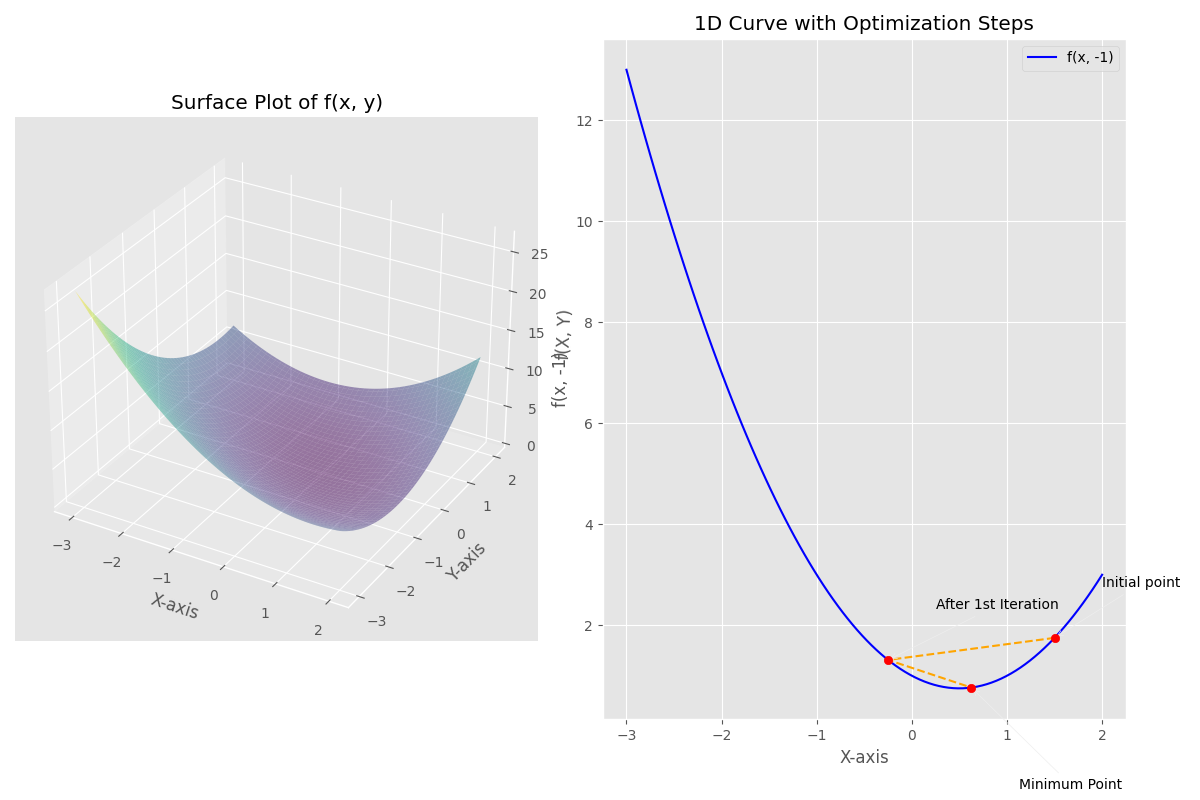 Surface Plot of f(x, y)
25
20
15
10
5
0
f(X, Y)
−3
−2
−1
0
1
2
X-axis
−3
−2
−1
0
1
2
Y-axis
1D Curve with Optimization Steps
f(x, -1)
12
10
8
6
4
2
f(x, -1)
After 1st Iteration
Initial point
−3
−2
−1
0
1
2
X-axis
Minimum Point